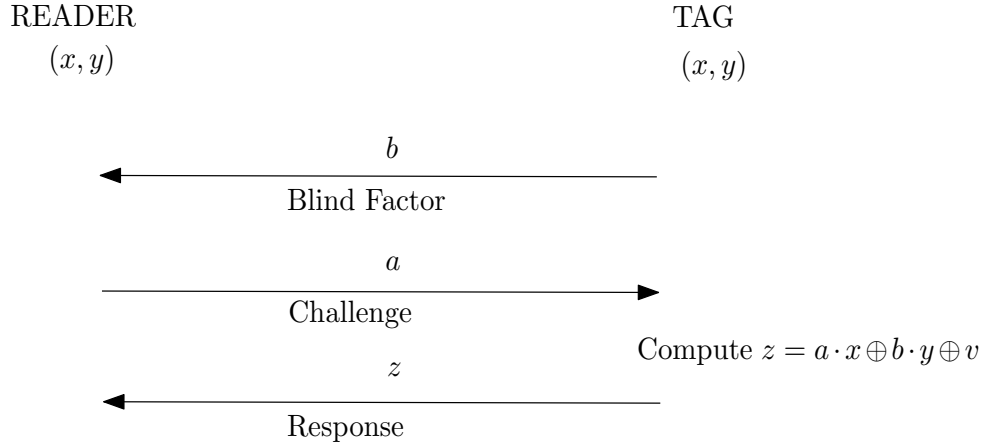 READER
TAG
(x, y)
(x, y)
b
Blind Factor
a
Challenge
Compute z = a · x ⊕ b · y ⊕ v
z
Response